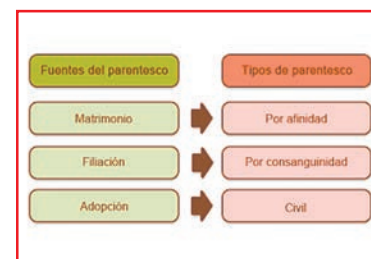 Fuentes del parentesco
Tipos de parentesco
Matrimonio
Por afinidad
Filiación
Por consanguinidad
Adopción
Civil